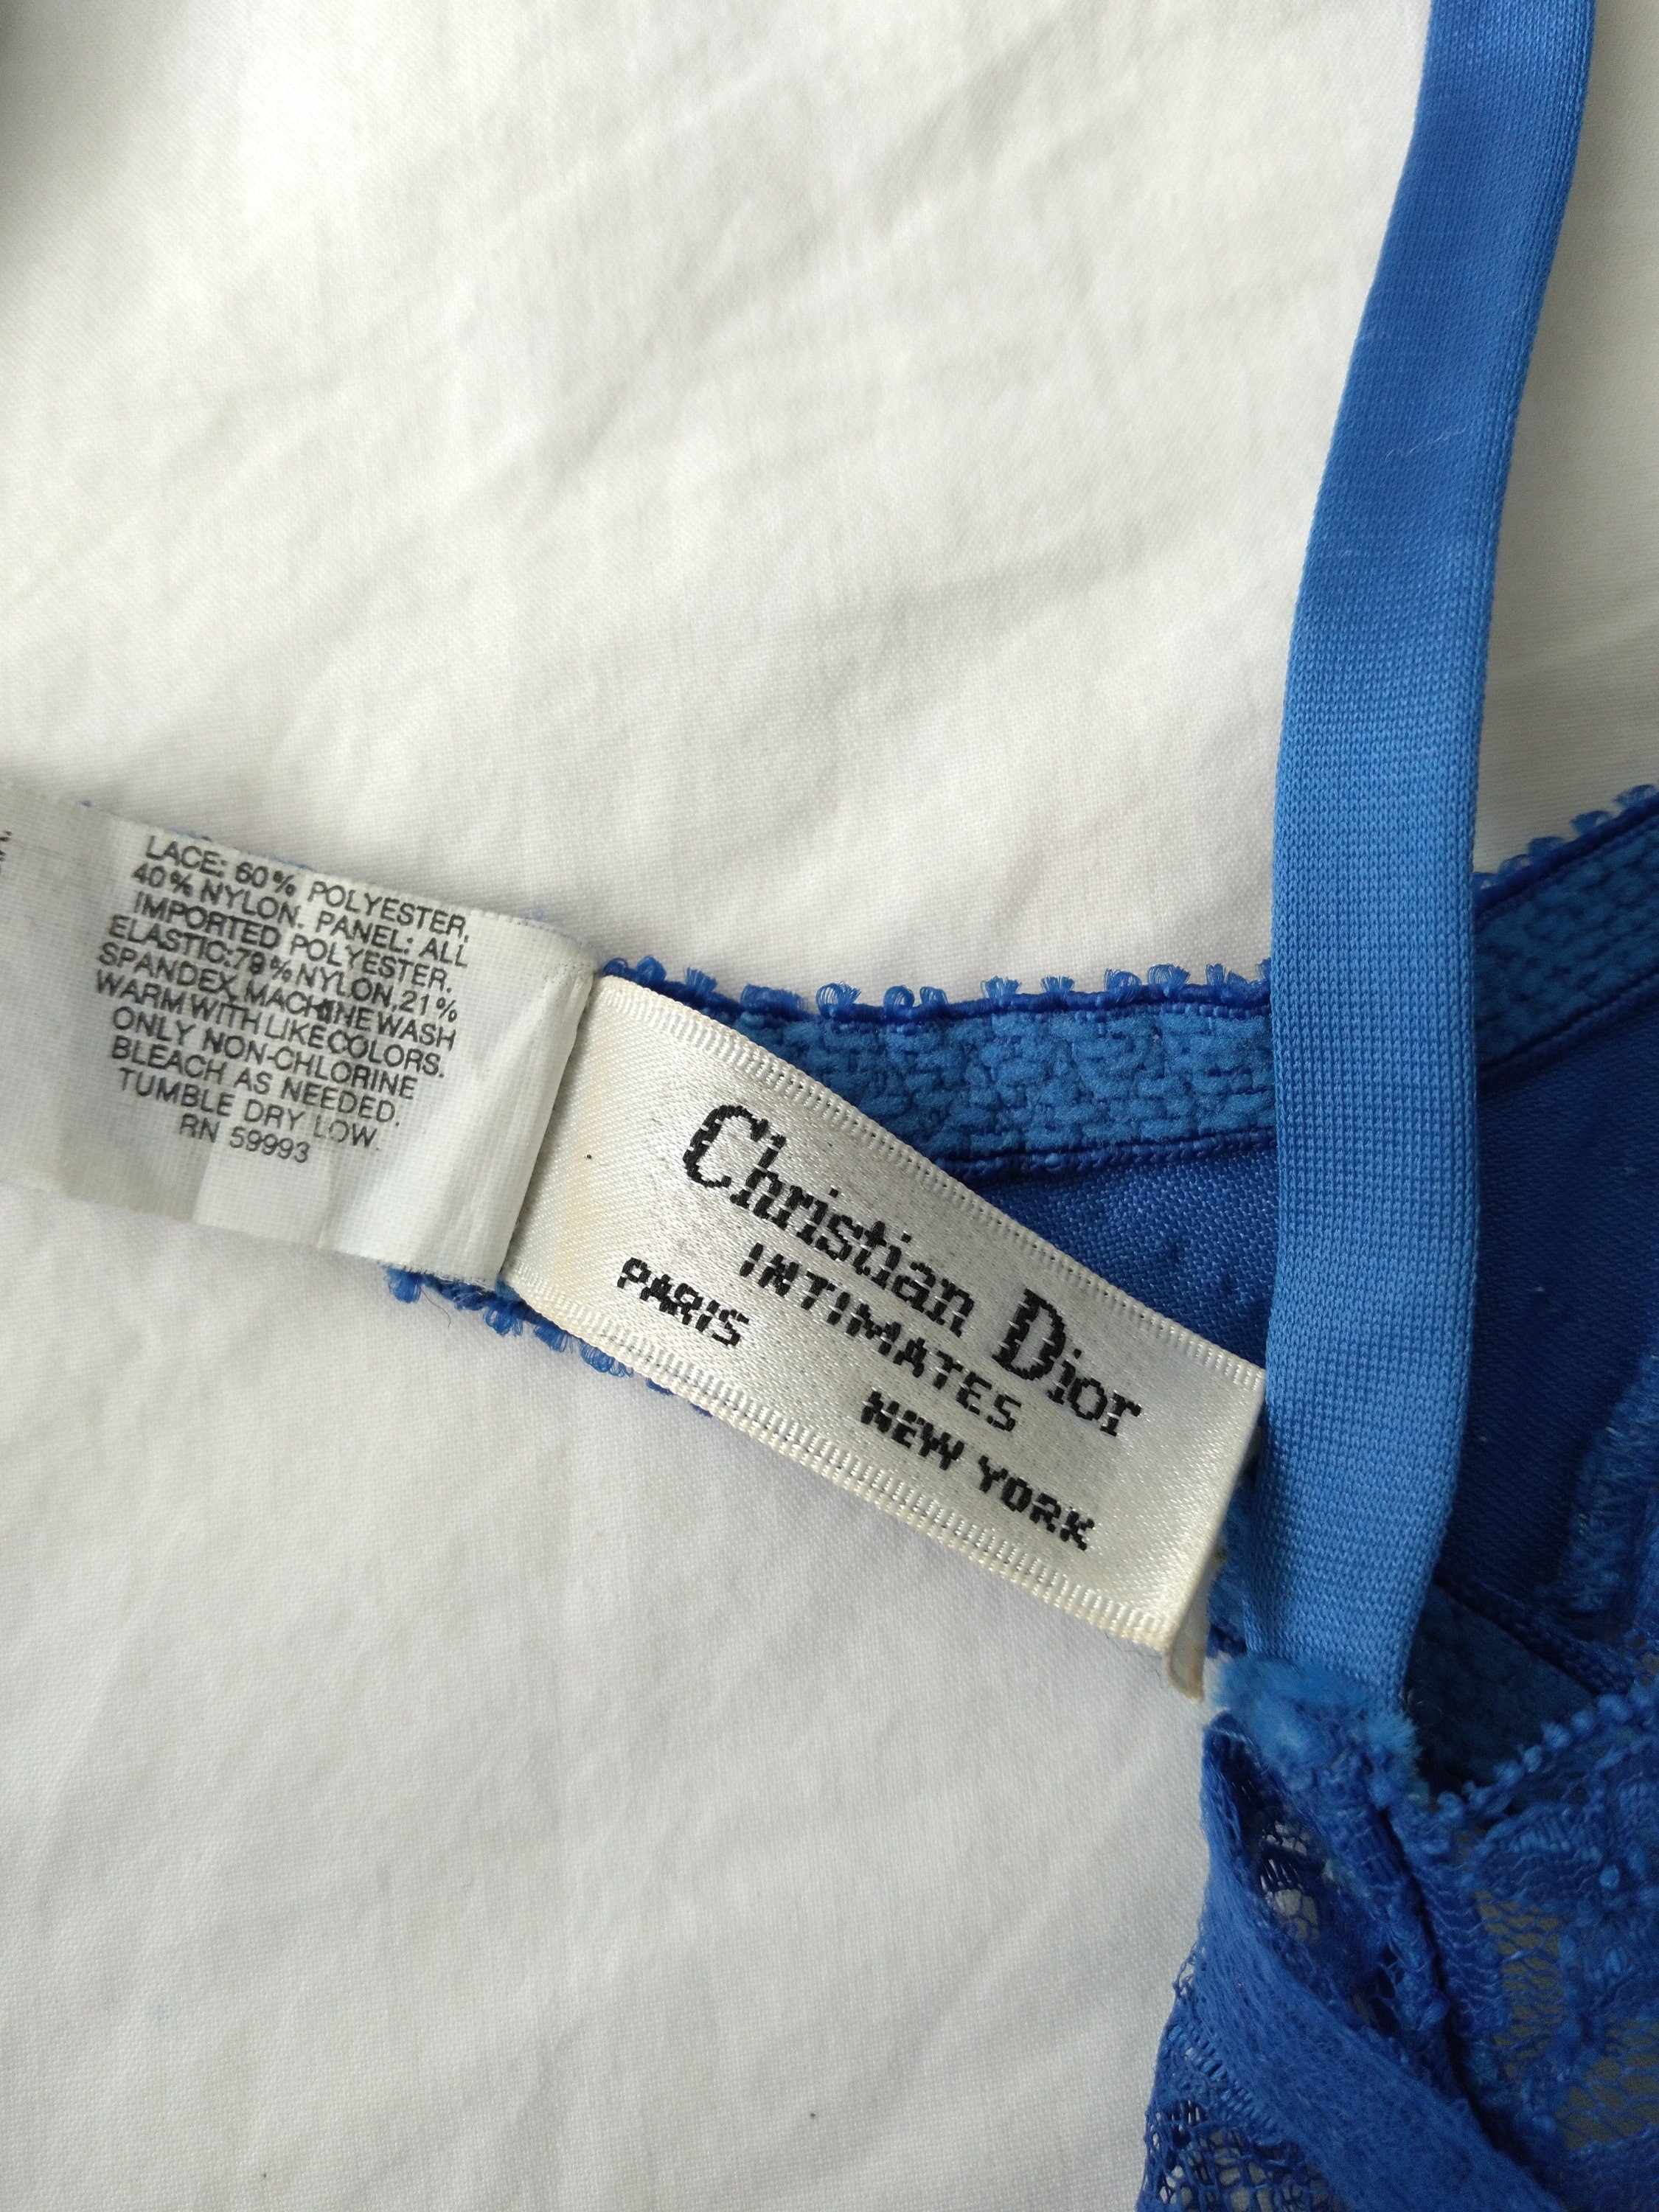 LACE: 60% POLYESTER,
40% NYLON. PANEL: ALL
IMPORTED POLYESTER.
ELASTIC:79%NYLON,21%
SPANDEX. MACHINE WASH
WARM WITH LIKE COLORS.
ONLY NON-CHLORINE
BLEACH AS NEEDED.
TUMBLE DRY LOW.
RN 59993
Christian Dior
INTIMATES
PARIS NEW YORK